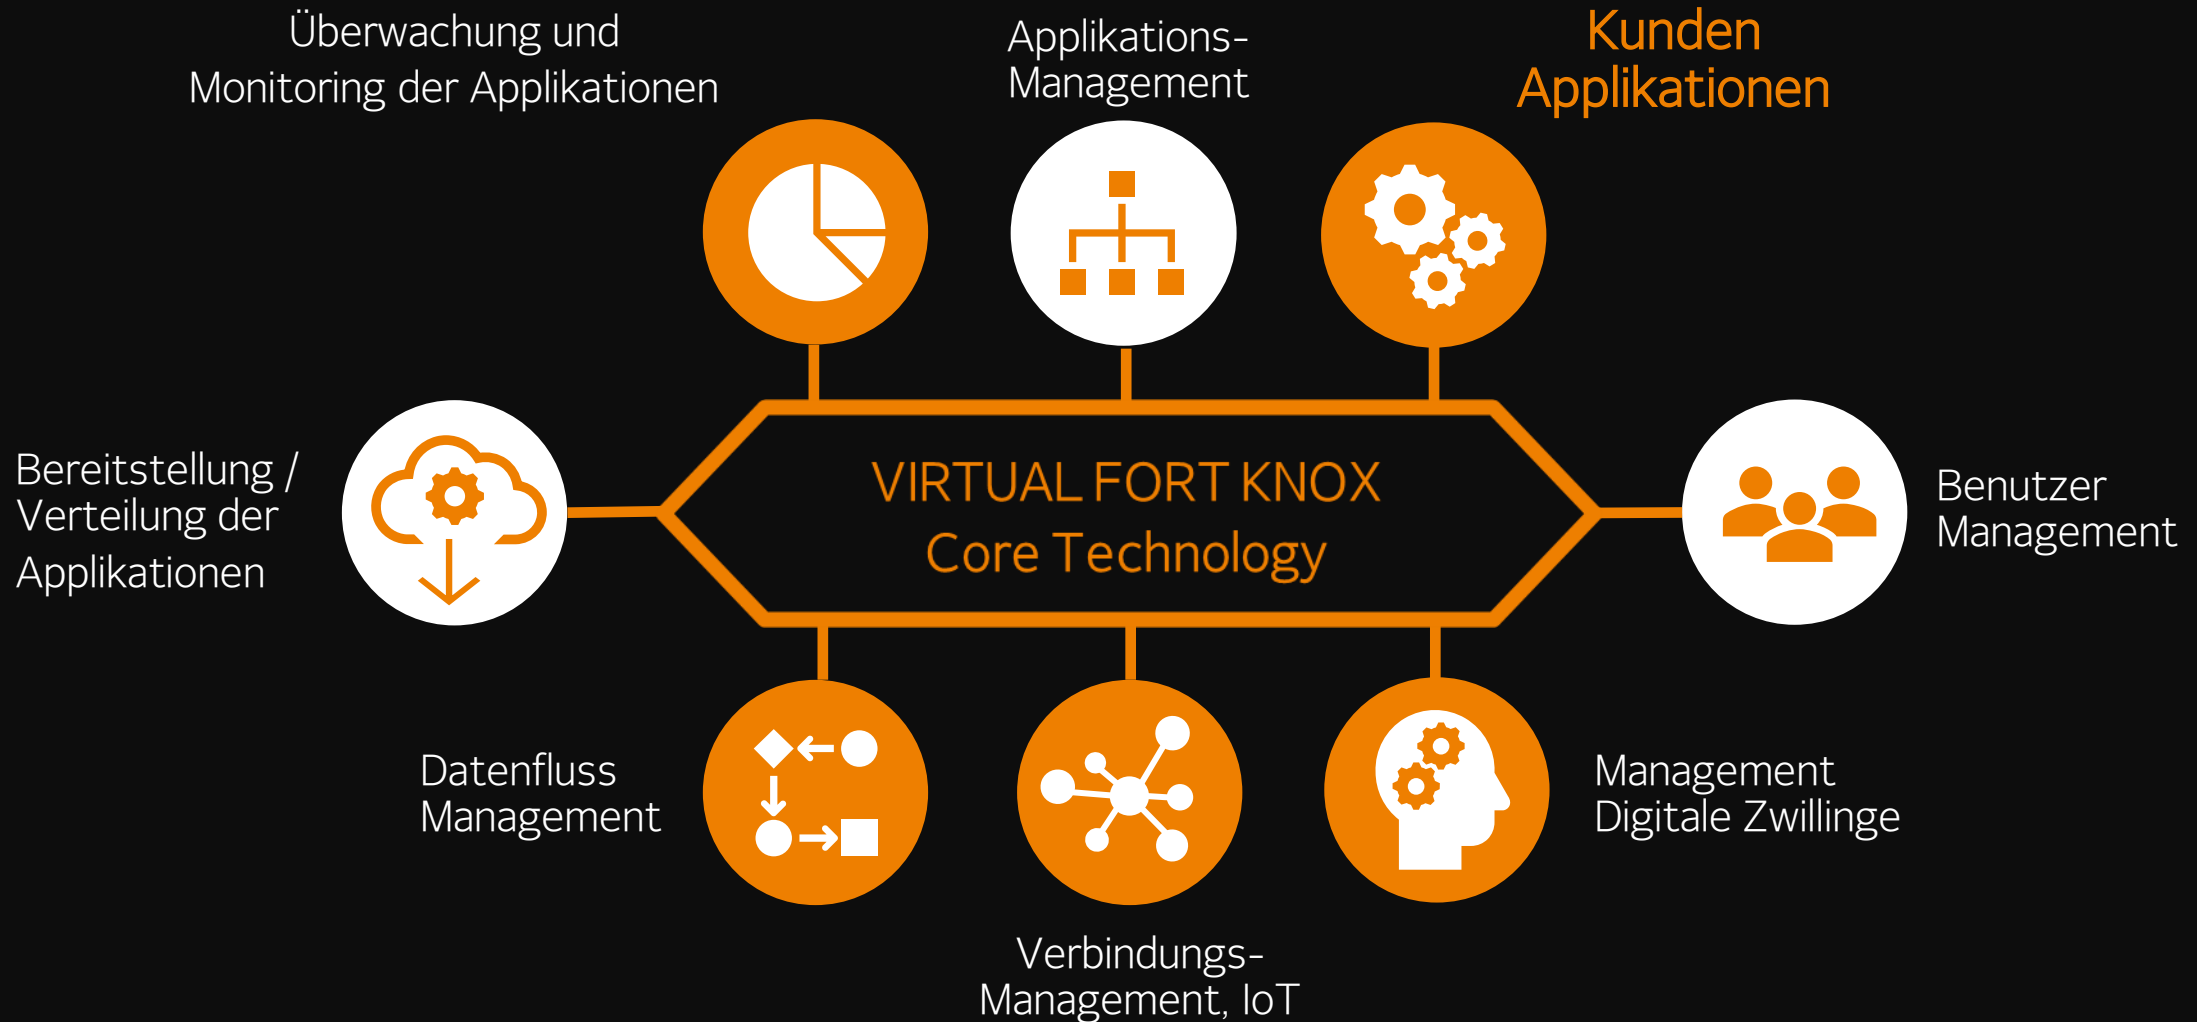 Überwachung und
Monitoring der Applikationen
Applikations-
Management
Kunden
Applikationen
Bereitstellung /
Verteilung der
Applikationen
VIRTUAL FORT KNOX
Core Technology
Benutzer
Management
Datenfluss
Management
Verbindungs-
Management, IoT
Management
Digitale Zwillinge